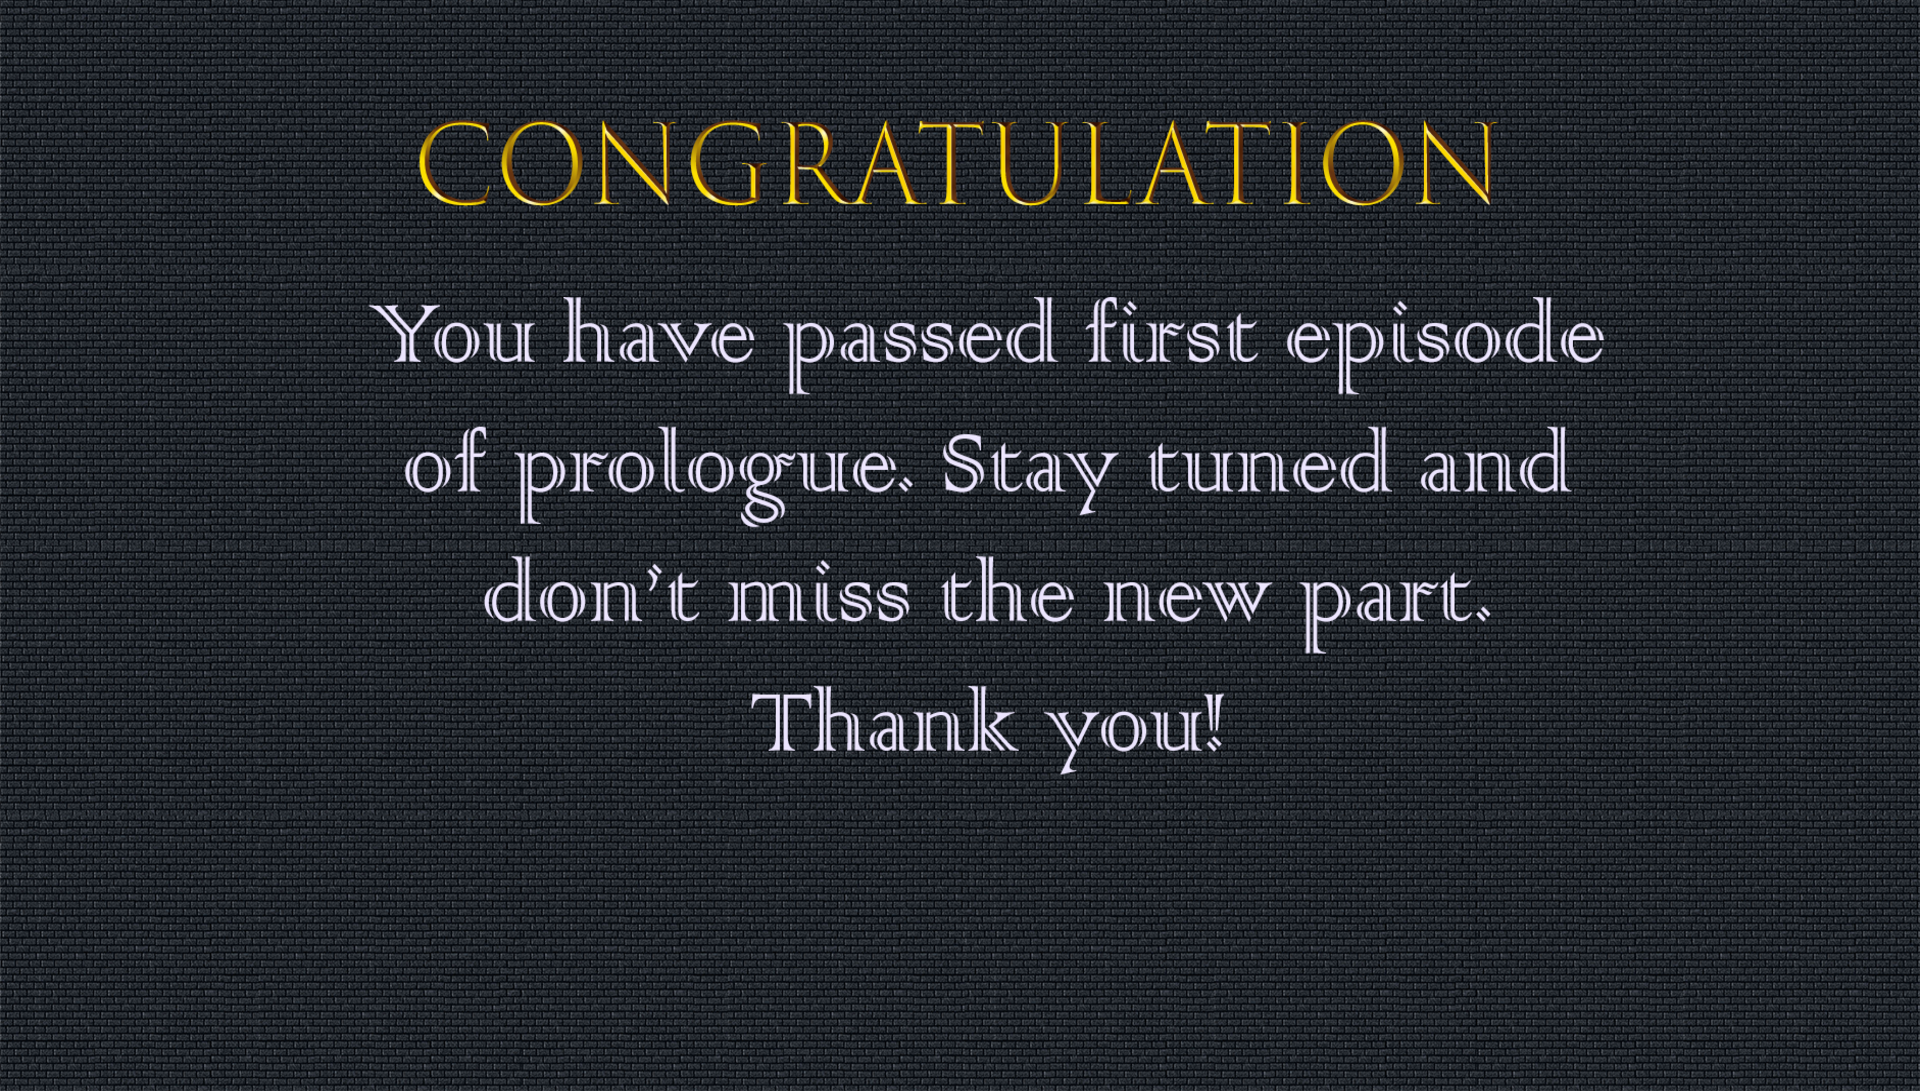 CONGRATULATION
You have passed first episode
of prologue. Stay tuned and
don't miss the new part.
Thank you!